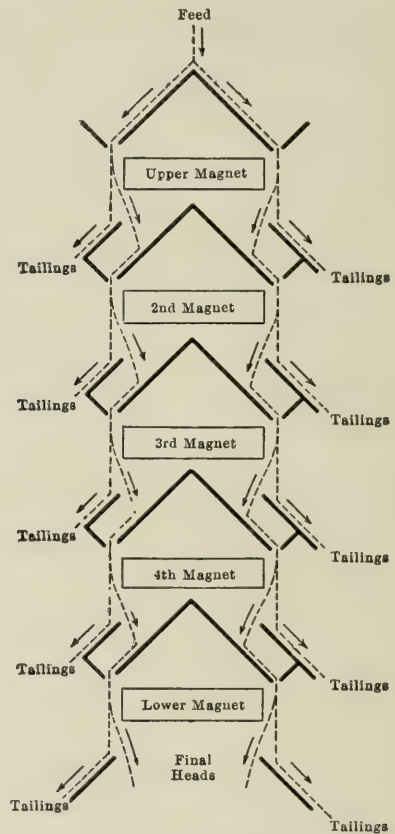 Feed
Upper Magnet
Tailings
Tailings
2nd Magnet
Tailings
Tailings
3rd Magnet
Tailings
Tailings
4th Magnet
Tailings
Tailings
Lower Magnet
Final
Heads
Tailings
Tailings